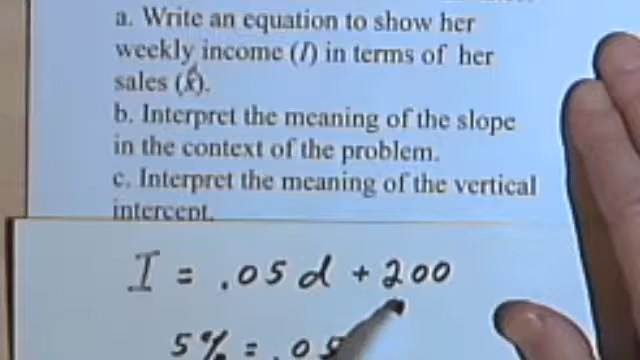 a. Write an equation to show her
weekly income (I) in terms of her
sales (d).
b. Interpret the meaning of the slope
in the context of the problem.
c. Interpret the meaning of the vertical
intercept.
I = .05d + 200
5% = .05